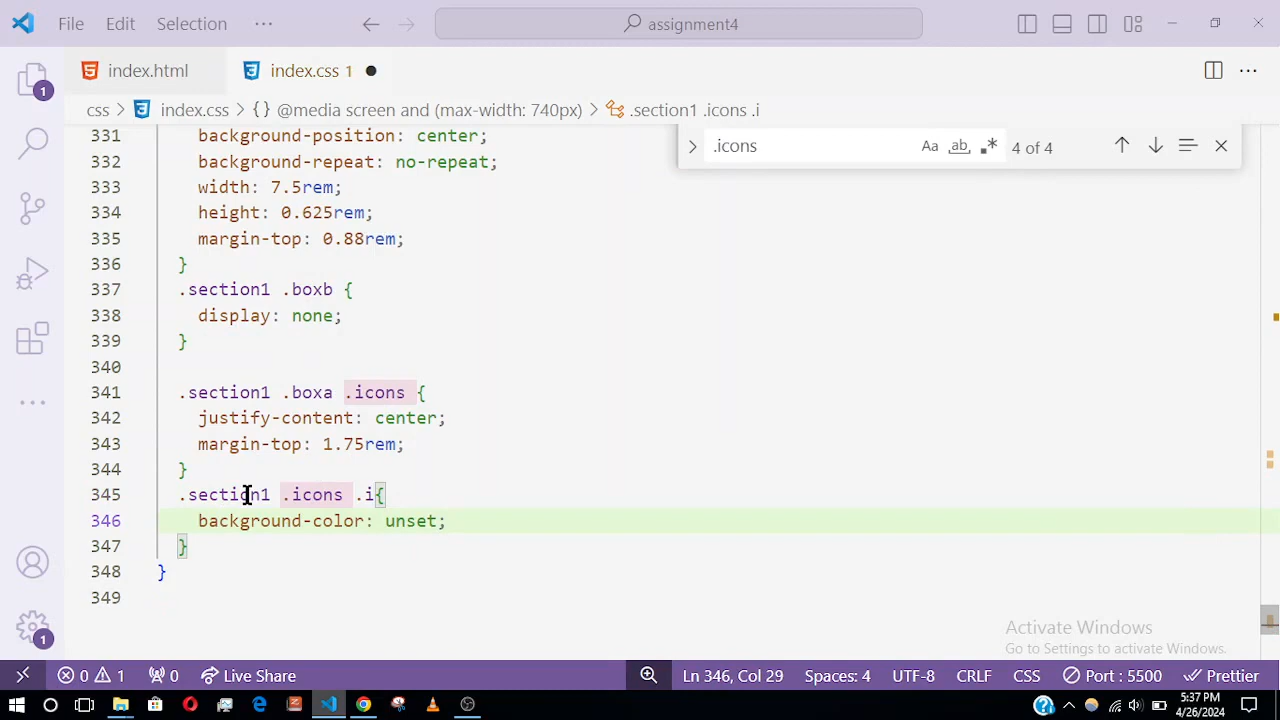 File Edit Selection ··· assignment4
index.html index.css 1
css > index.css > {} @media screen and (max-width: 740px) > .section1 .icons .i
.icons Aa ab 4 of 4
331 background-position: center;
332 background-repeat: no-repeat;
333 width: 7.5rem;
334 height: 0.625rem;
335 margin-top: 0.88rem;
336 }
337 .section1 .boxb {
338 display: none;
339 }
340
341 .section1 .boxa .icons {
342 justify-content: center;
343 margin-top: 1.75rem;
344 }
345 .section1 .icons .i{
346 background-color: unset;
347 }
348 }
349
1
1
Activate Windows
Go to Settings to activate Windows.
0 1 0 Live Share Ln 346, Col 29 Spaces: 4 UTF-8 CRLF CSS Port : 5500 Prettier
5:37 PM
4/26/2024